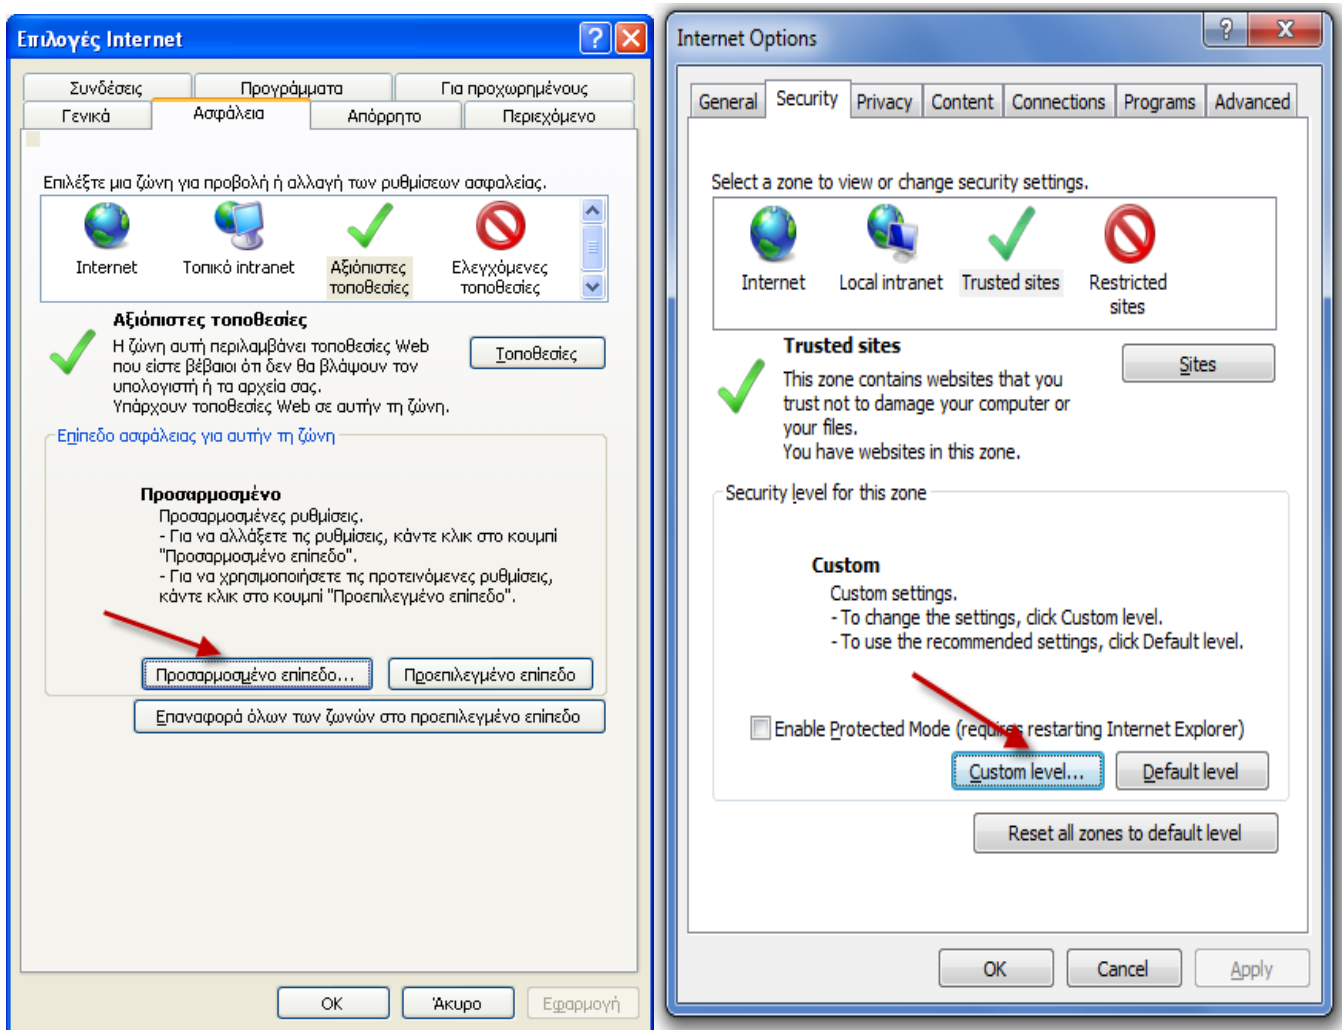 Επιλογές Internet
Συνδέσεις
Προγράμματα
Για προχωρημένους
Γενικά
Ασφάλεια
Απόρρητο
Περιεχόμενο
Επιλέξτε μια ζώνη για προβολή ή αλλαγή των ρυθμίσεων ασφαλείας.
Internet
Τοπικό intranet
Αξιόπιστες
τοποθεσίες
Ελεγχόμενες
τοποθεσίες
Αξιόπιστες τοποθεσίες
Η ζώνη αυτή περιλαμβάνει τοποθεσίες Web
που είστε βέβαιοι ότι δεν θα βλάψουν τον
υπολογιστή ή τα αρχεία σας.
Υπάρχουν τοποθεσίες Web σε αυτήν τη ζώνη.
Τοποθεσίες
Επίπεδο ασφάλειας για αυτήν τη ζώνη
Προσαρμοσμένο
Προσαρμοσμένες ρυθμίσεις.
- Για να αλλάξετε τις ρυθμίσεις, κάντε κλικ στο κουμπί
"Προσαρμοσμένο επίπεδο".
- Για να χρησιμοποιήσετε τις προτεινόμενες ρυθμίσεις,
κάντε κλικ στο κουμπί "Προεπιλεγμένο επίπεδο".
Προσαρμοσμένο επίπεδο...
Προεπιλεγμένο επίπεδο
Επαναφορά όλων των ζωνών στο προεπιλεγμένο επίπεδο
OK
Άκυρο
Εφαρμογή
Internet Options
General
Security
Privacy
Content
Connections
Programs
Advanced
Select a zone to view or change security settings.
Internet
Local intranet
Trusted sites
Restricted
sites
Trusted sites
This zone contains websites that you
trust not to damage your computer or
your files.
You have websites in this zone.
Sites
Security level for this zone
Custom
Custom settings.
- To change the settings, click Custom level.
- To use the recommended settings, click Default level.
Enable Protected Mode (requires restarting Internet Explorer)
Custom level...
Default level
Reset all zones to default level
OK
Cancel
Apply